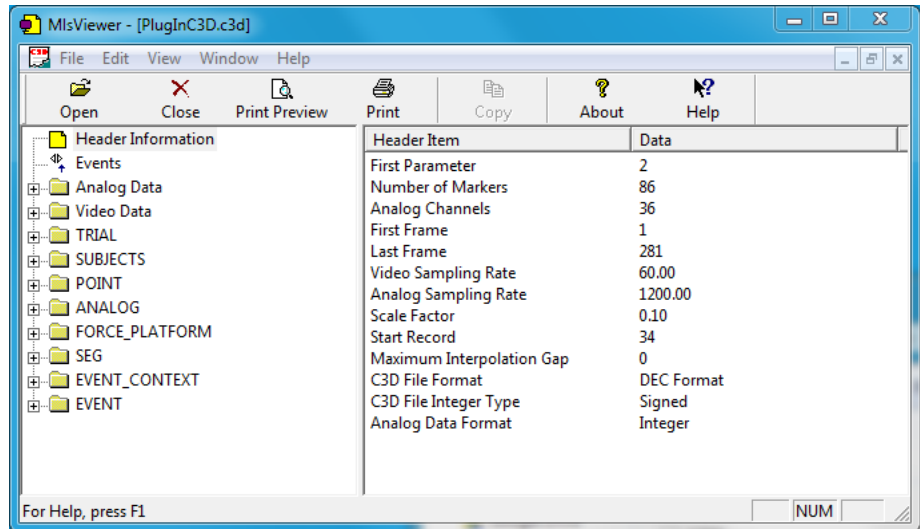 MlsViewer - [PlugInC3D.c3d]
File Edit View Window Help
Open Close Print Preview Print Copy About Help
Header Information
Events
Analog Data
Video Data
TRIAL
SUBJECTS
POINT
ANALOG
FORCE_PLATFORM
SEG
EVENT_CONTEXT
EVENT
Header Item Data
First Parameter 2
Number of Markers 86
Analog Channels 36
First Frame 1
Last Frame 281
Video Sampling Rate 60.00
Analog Sampling Rate 1200.00
Scale Factor 0.10
Start Record 34
Maximum Interpolation Gap 0
C3D File Format DEC Format
C3D File Integer Type Signed
Analog Data Format Integer
For Help, press F1 NUM